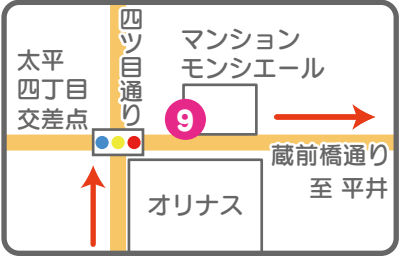 四ツ目通り
太平
四丁目
交差点
マンション
モンシエール
9
蔵前橋通り
至 平井
オリナス